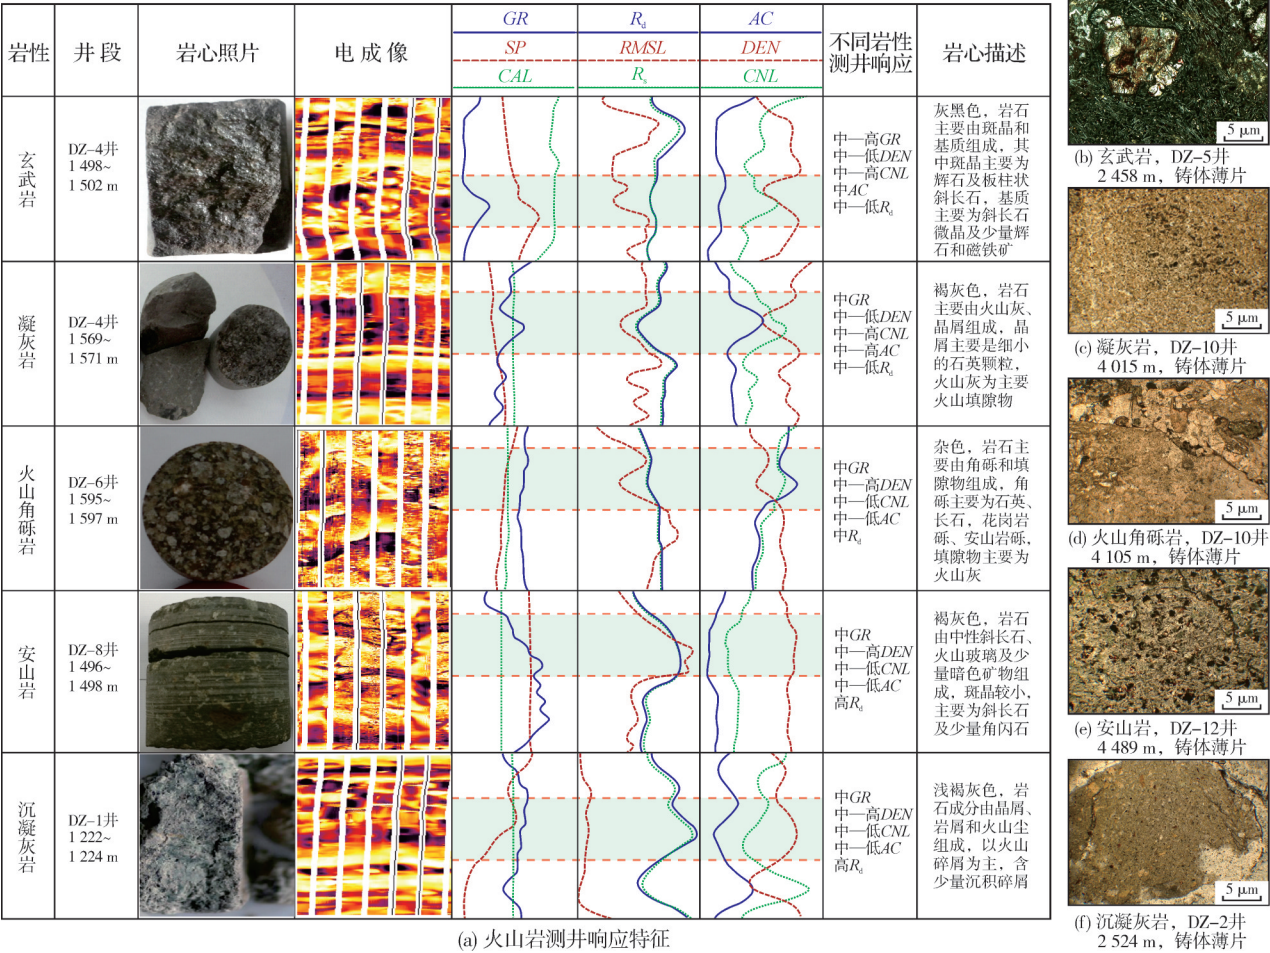 岩性
井 段
岩心照片
电 成 像
GR
SP
CAL
Rd
RMSL
Rs
AC
DEN
CNL
不同岩性
测井响应
岩心描述
玄武岩
DZ-4井
1 498~
1 502 m
中—高GR
中—低DEN
中—高CNL
中AC
中—低Rd
灰黑色，岩石
主要由斑晶和
基质组成，其
中斑晶主要为
辉石及板柱状
斜长石，基质
主要为斜长石
微晶及少量辉
石和磁铁矿
凝灰岩
DZ-4井
1 569~
1 571 m
中GR
中—低DEN
中—高CNL
中—高AC
中—低Rd
褐灰色，岩石
主要由火山灰、
晶屑组成，晶
屑主要是细小
的石英颗粒，
火山灰为主要
火山填隙物
火山角砾岩
DZ-6井
1 595~
1 597 m
中GR
中—高DEN
中—低CNL
中—低AC
中Rd
杂色，岩石主
要由角砾和填
隙物组成，角
砾主要为石英、
长石，花岗岩
砾、安山岩砾，
填隙物主要为
火山灰
安山岩
DZ-8井
1 496~
1 498 m
中GR
中—高DEN
中—低CNL
中—低AC
高Rd
褐灰色，岩石
由中性斜长石、
火山玻璃及少
量暗色矿物组
成，斑晶较小，
主要为斜长石
及少量角闪石
沉凝灰岩
DZ-1井
1 222~
1 224 m
中GR
中—高DEN
中—低CNL
中—低AC
高Rd
浅褐灰色，岩
石成分由晶屑、
岩屑和火山尘
组成，以火山
碎屑为主，含
少量沉积碎屑
(a) 火山岩测井响应特征
5 μm
(b) 玄武岩，DZ-5井
2 458 m，铸体薄片
5 μm
(c) 凝灰岩，DZ-10井
4 015 m，铸体薄片
5 μm
(d) 火山角砾岩，DZ-10井
4 105 m，铸体薄片
5 μm
(e) 安山岩，DZ-12井
4 489 m，铸体薄片
5 μm
(f) 沉凝灰岩，DZ-2井
2 524 m，铸体薄片